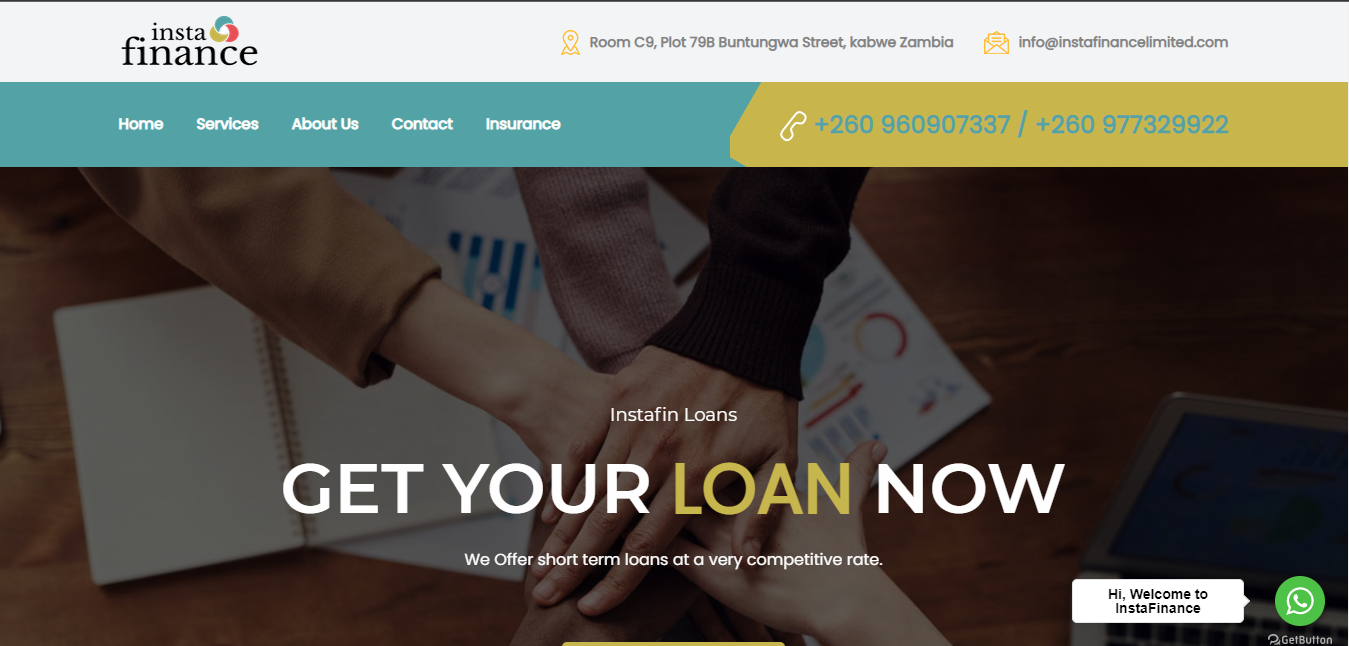 insta
finance
Room C9, Plot 79B Buntungwa Street, kabwe Zambia
info@instafinancelimited.com
Home Services About Us Contact Insurance
+260 960907337 / +260 977329922
Instafin Loans
GET YOUR LOAN NOW
We Offer short term loans at a very competitive rate.
Hi, Welcome to
InstaFinance
GetButton